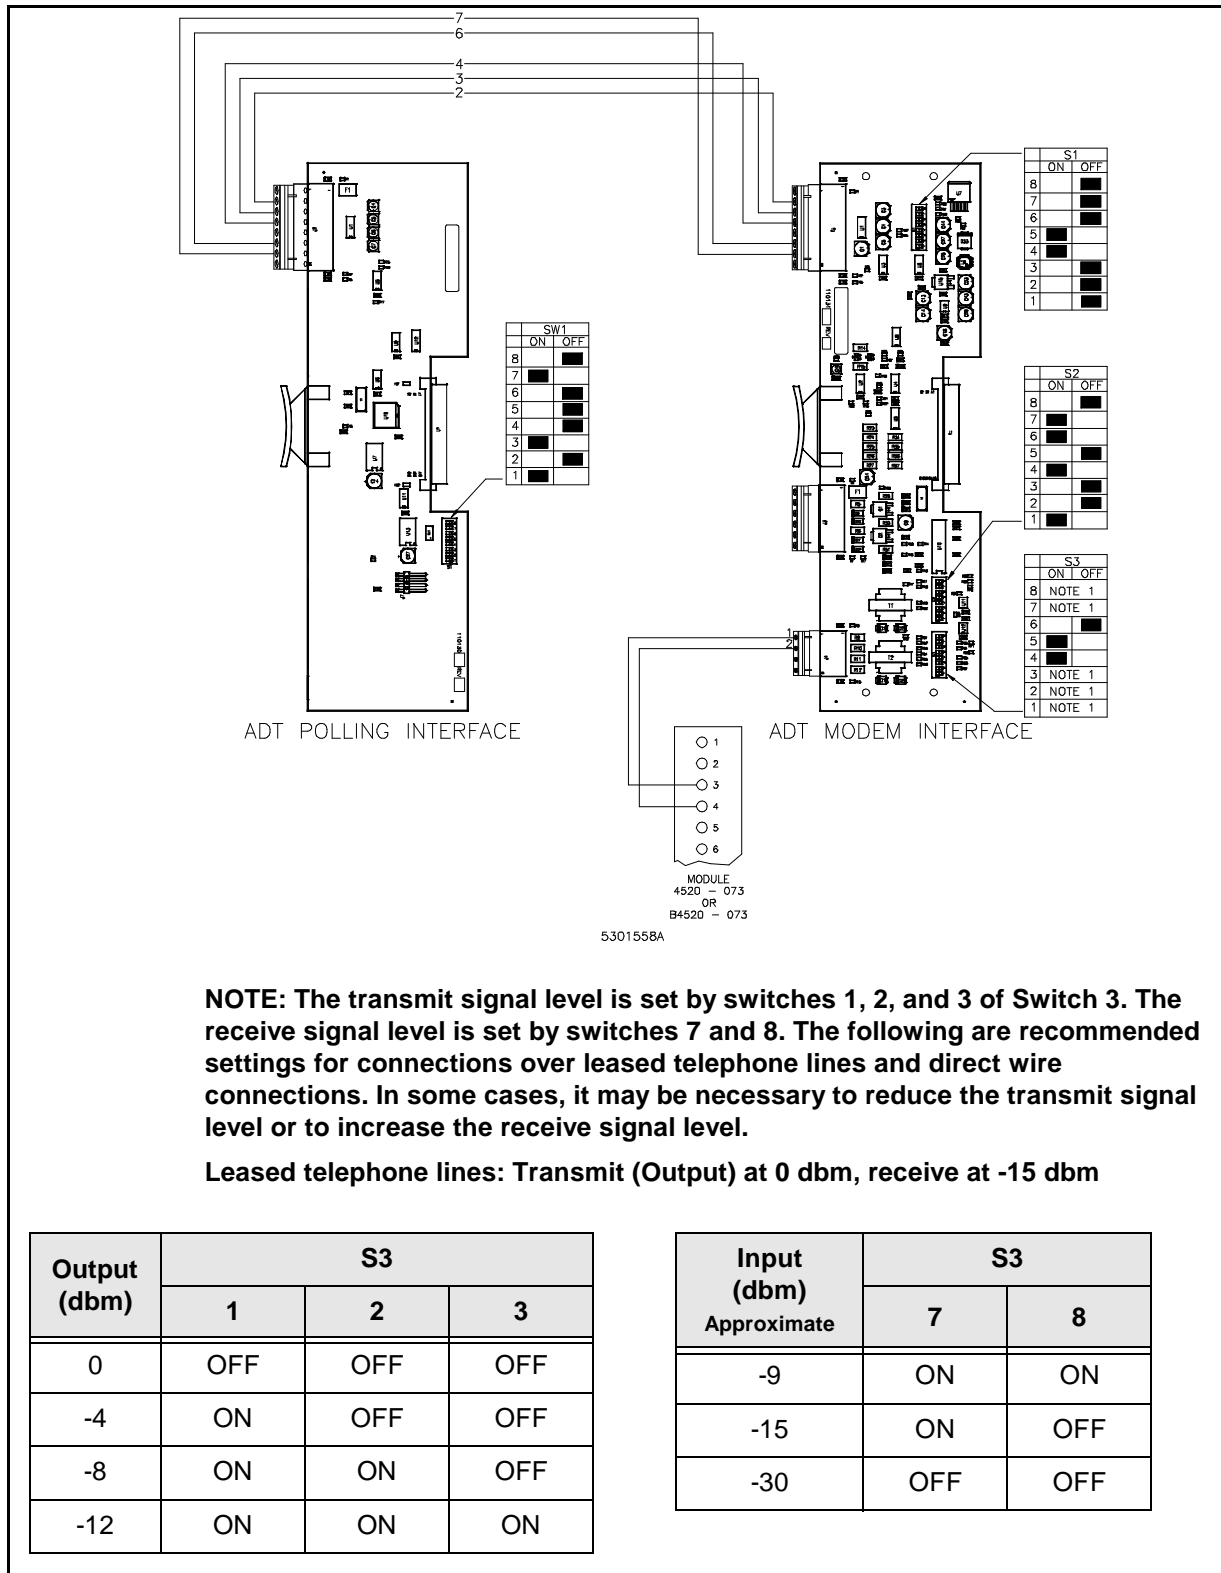 7
6
4
3
2
S1
ON OFF
8
7
6
5
4
3
2
1
SW1
ON OFF
8
7
6
5
4
3
2
1
S2
ON OFF
8
7
6
5
4
3
2
1
S3
ON OFF
8 NOTE 1
7 NOTE 1
6
5
4
3 NOTE 1
2 NOTE 1
1 NOTE 1
F1
F1
T1
T2
1
2
ADT POLLING INTERFACE
ADT MODEM INTERFACE
1
2
3
4
5
6
MODULE
4520 - 073
OR
B4520 - 073
5301558A
NOTE: The transmit signal level is set by switches 1, 2, and 3 of Switch 3. The
receive signal level is set by switches 7 and 8. The following are recommended
settings for connections over leased telephone lines and direct wire
connections. In some cases, it may be necessary to reduce the transmit signal
level or to increase the receive signal level.
Leased telephone lines: Transmit (Output) at 0 dbm, receive at -15 dbm
Output (dbm) S3
1 2 3
0 OFF OFF OFF
-4 ON OFF OFF
-8 ON ON OFF
-12 ON ON ON
Input (dbm) Approximate S3
7 8
-9 ON ON
-15 ON OFF
-30 OFF OFF